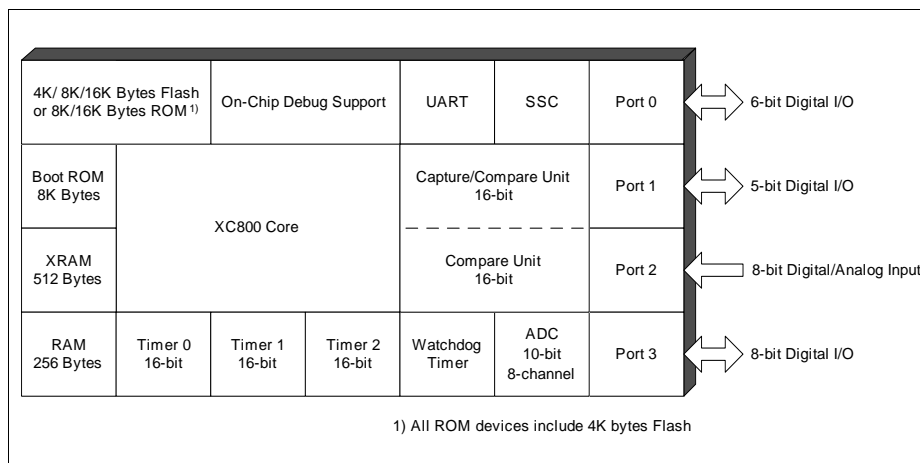 4K/ 8K/16K Bytes Flash
or 8K/16K Bytes ROM1)
On-Chip Debug Support
UART
SSC
Port 0
6-bit Digital I/O
Boot ROM
8K Bytes
XC800 Core
Capture/Compare Unit
16-bit
Port 1
5-bit Digital I/O
XRAM
512 Bytes
Compare Unit
16-bit
Port 2
8-bit Digital/Analog Input
RAM
256 Bytes
Timer 0
16-bit
Timer 1
16-bit
Timer 2
16-bit
Watchdog
Timer
ADC
10-bit
8-channel
Port 3
8-bit Digital I/O
1) All ROM devices include 4K bytes Flash